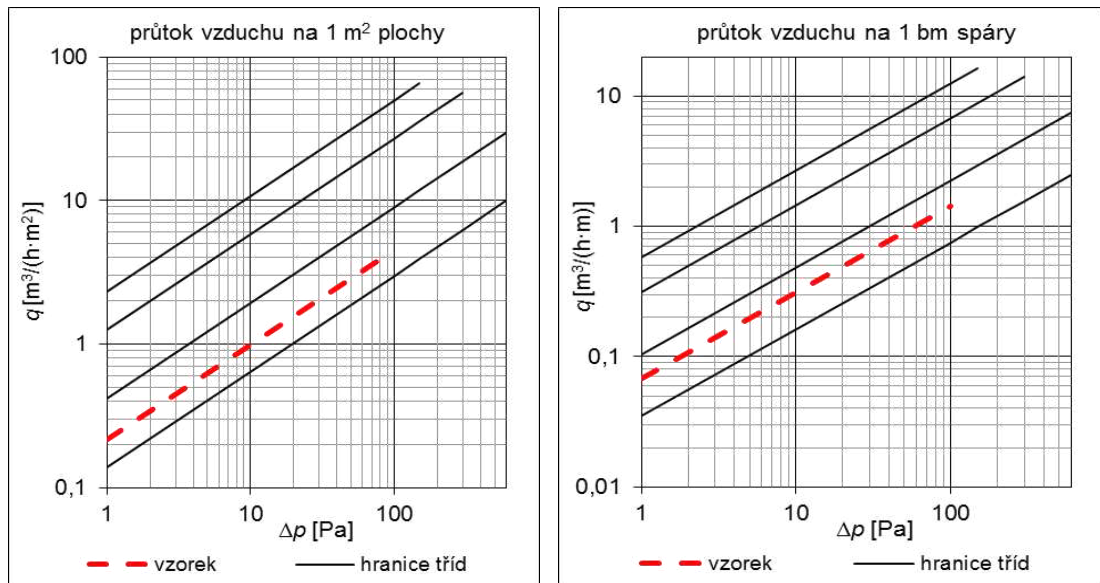 průtok vzduchu na 1 m² plochy
100
10
1
0,1
q [m³/(h·m²)]
1 10 100
Δp [Pa]
vzorek hranice tříd
průtok vzduchu na 1 bm spáry
10
1
0,1
0,01
q [m³/(h·m)]
1 10 100
Δp [Pa]
vzorek hranice tříd